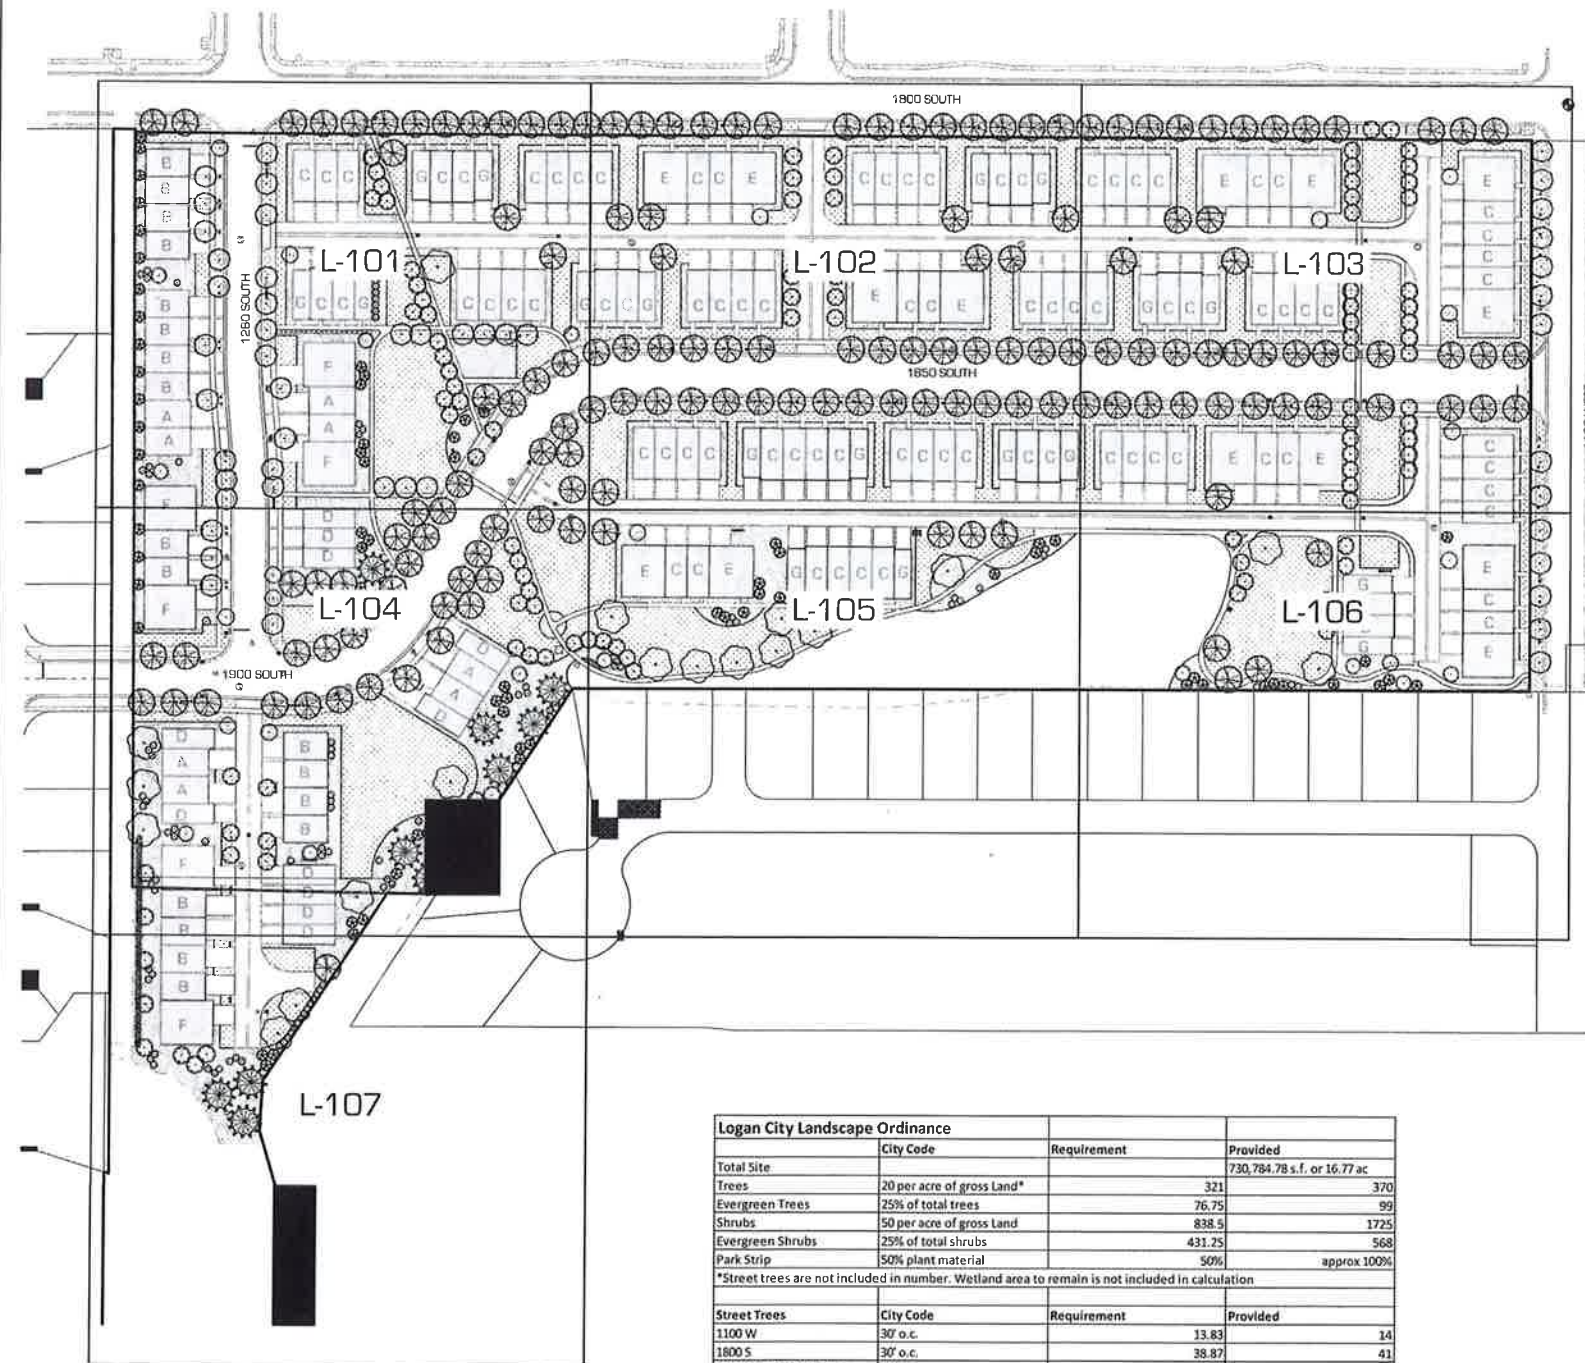 1800 SOUTH
B
B
B
B
C C C
G C C G
C C C C
E C C E
C C C C
G C C G
C C C C
E C C E
E
C
C
C
C
E
L-101
L-102
L-103
1280 SOUTH
B
B
B
B
A
A
G C C G
C C C C
G C C G
C C C C
E C C E
C C C C
G C C G
C C C C
1850 SOUTH
F
A
A
F
C C C C
G C C C C G
C C C C
G C C G
C C C C
E C C E
C
C
C
C
D
D
D
B
B
F
L-104
E C C E
G C C C C G
L-105
L-106
G
G
E
C
C
E
1900 SOUTH
D
A
A
D
D
A
A
D
B
B
B
B
F
B
B
B
B
F
D
D
D
D
L-107
Logan City Landscape Ordinance
City Code Requirement Provided
Total Site 730,784.78 s.f. or 16.77 ac
Trees 20 per acre of gross Land* 321 370
Evergreen Trees 25% of total trees 76.75 99
Shrubs 50 per acre of gross Land 838.5 1725
Evergreen Shrubs 25% of total shrubs 431.25 568
Park Strip 50% plant material 50% approx 100%
*Street trees are not included in number. Wetland area to remain is not included in calculation
Street Trees City Code Requirement Provided
1100 W 30' o.c. 13.83 14
1800 S 30' o.c. 38.87 41